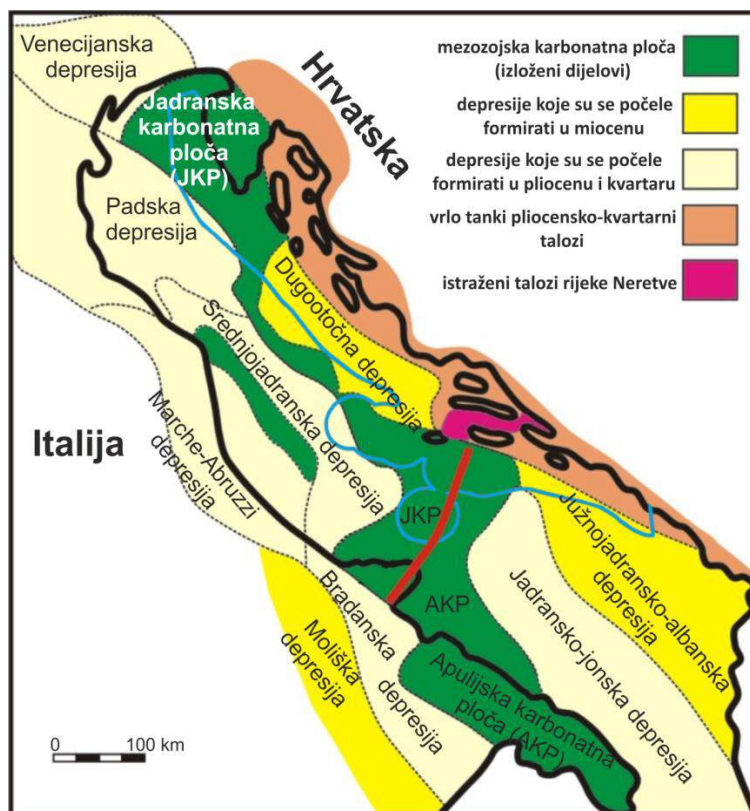 Venecijanska
depresija
Jadranska
karbonatna
ploča
(JKP)
Hrvatska
Padska
depresija
Dugootočna depresija
Srednjojadranska depresija
Marche-Abruzzi
depresija
Italija
JKP
AKP
Južnojadransko-albanska
depresija
Jadransko-jonska depresija
Bradanska
depresija
Moliška
depresija
Apulijska karbonatna
ploča (AKP)
0 100 km
mezozojska karbonatna ploča
(izloženi dijelovi)
depresije koje su se počele
formirati u miocenu
depresije koje su se počele
formirati u pliocenu i kvartaru
vrlo tanki pliocensko-kvartarni
talozi
istraženi talozi rijeke Neretve